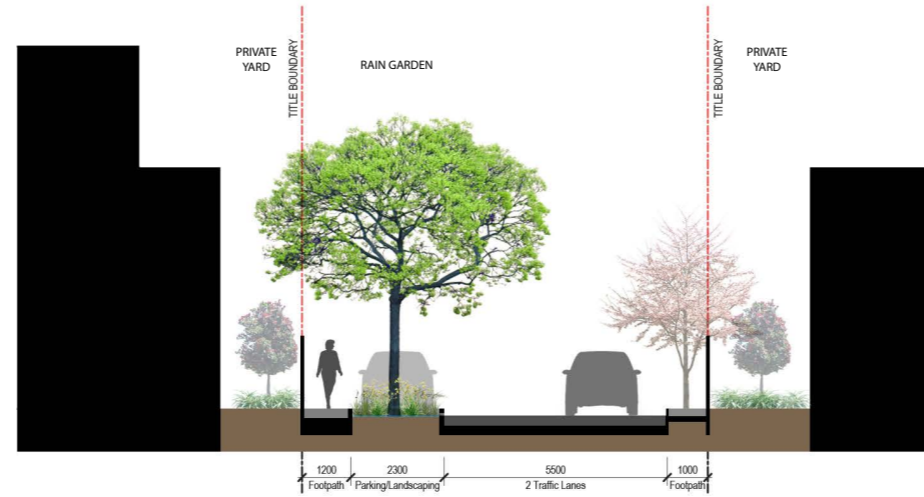 PRIVATE
YARD
TITLE BOUNDARY
RAIN GARDEN
TITLE BOUNDARY
PRIVATE
YARD
1200
Footpath
2300
Parking/Landscaping
5500
2 Traffic Lanes
1000
Footpath